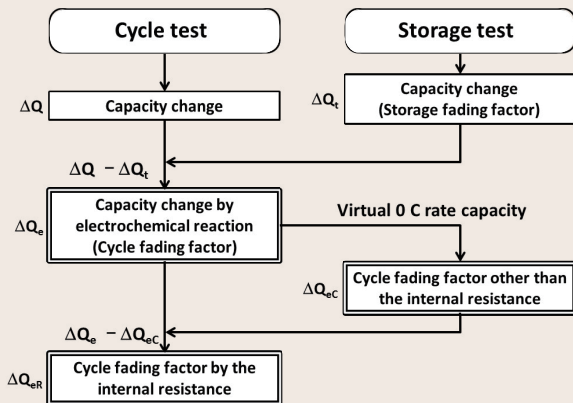 Cycle test
Storage test
ΔQ
Capacity change
ΔQt
Capacity change
(Storage fading factor)
ΔQ − ΔQt
ΔQe
Capacity change by
electrochemical reaction
(Cycle fading factor)
Virtual 0 C rate capacity
ΔQeC
Cycle fading factor other than
the internal resistance
ΔQe − ΔQeC
ΔQeR
Cycle fading factor by the
internal resistance